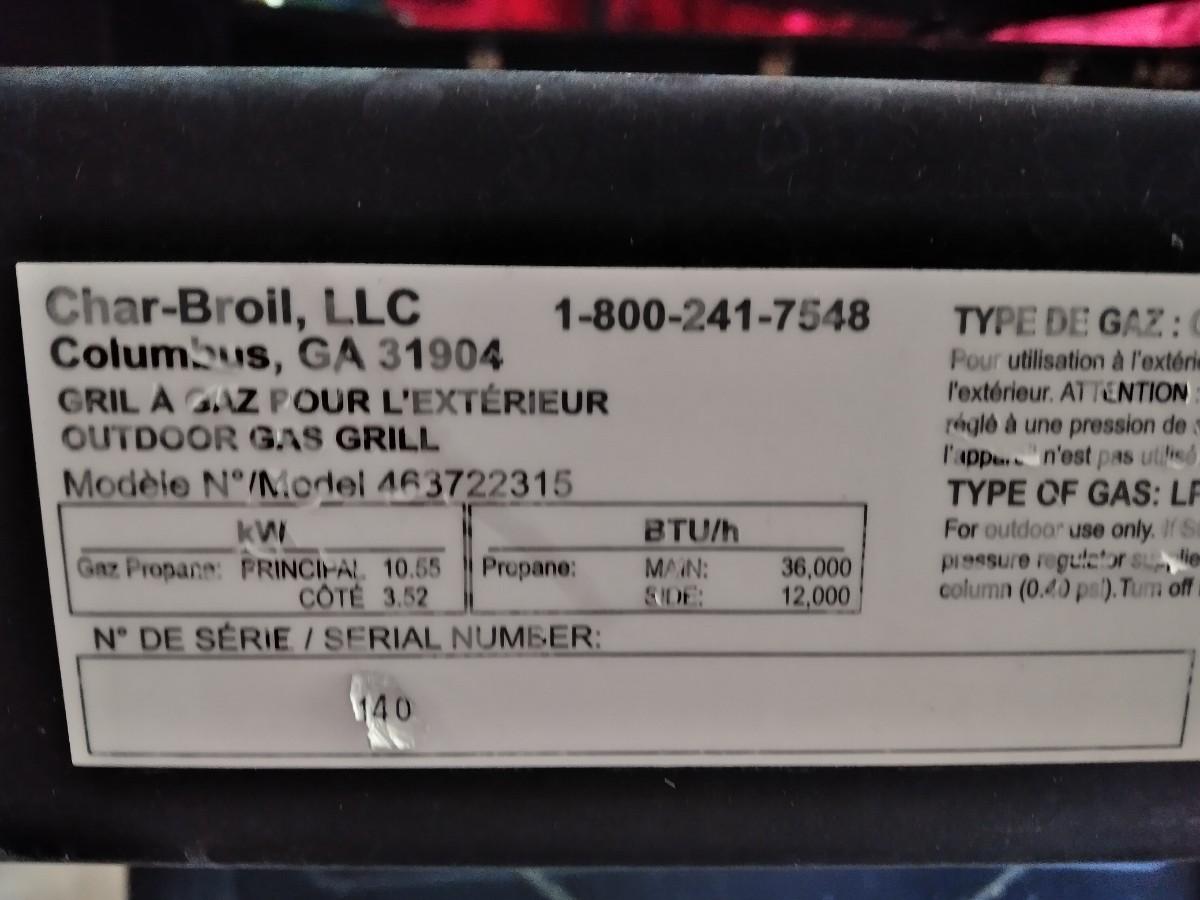 Char-Broil, LLC 1-800-241-7548
Columbus, GA 31904
GRIL À GAZ POUR L'EXTÉRIEUR
OUTDOOR GAS GRILL
Modèle N°/Model 463722315
kW BTU/h
Gaz Propane: PRINCIPAL 10.55 Propane: MAIN: 36,000
CÔTÉ 3.52 SIDE: 12,000
N° DE SÉRIE / SERIAL NUMBER:
140
TYPE DE GAZ :
Pour utilisation à l'extérie
l'extérieur. ATTENTION :
réglé à une pression de
l'appareil n'est pas utilisé
TYPE OF GAS: LP
For outdoor use only. If
pressure regulator supplie
column (0.40 psi). Turn off